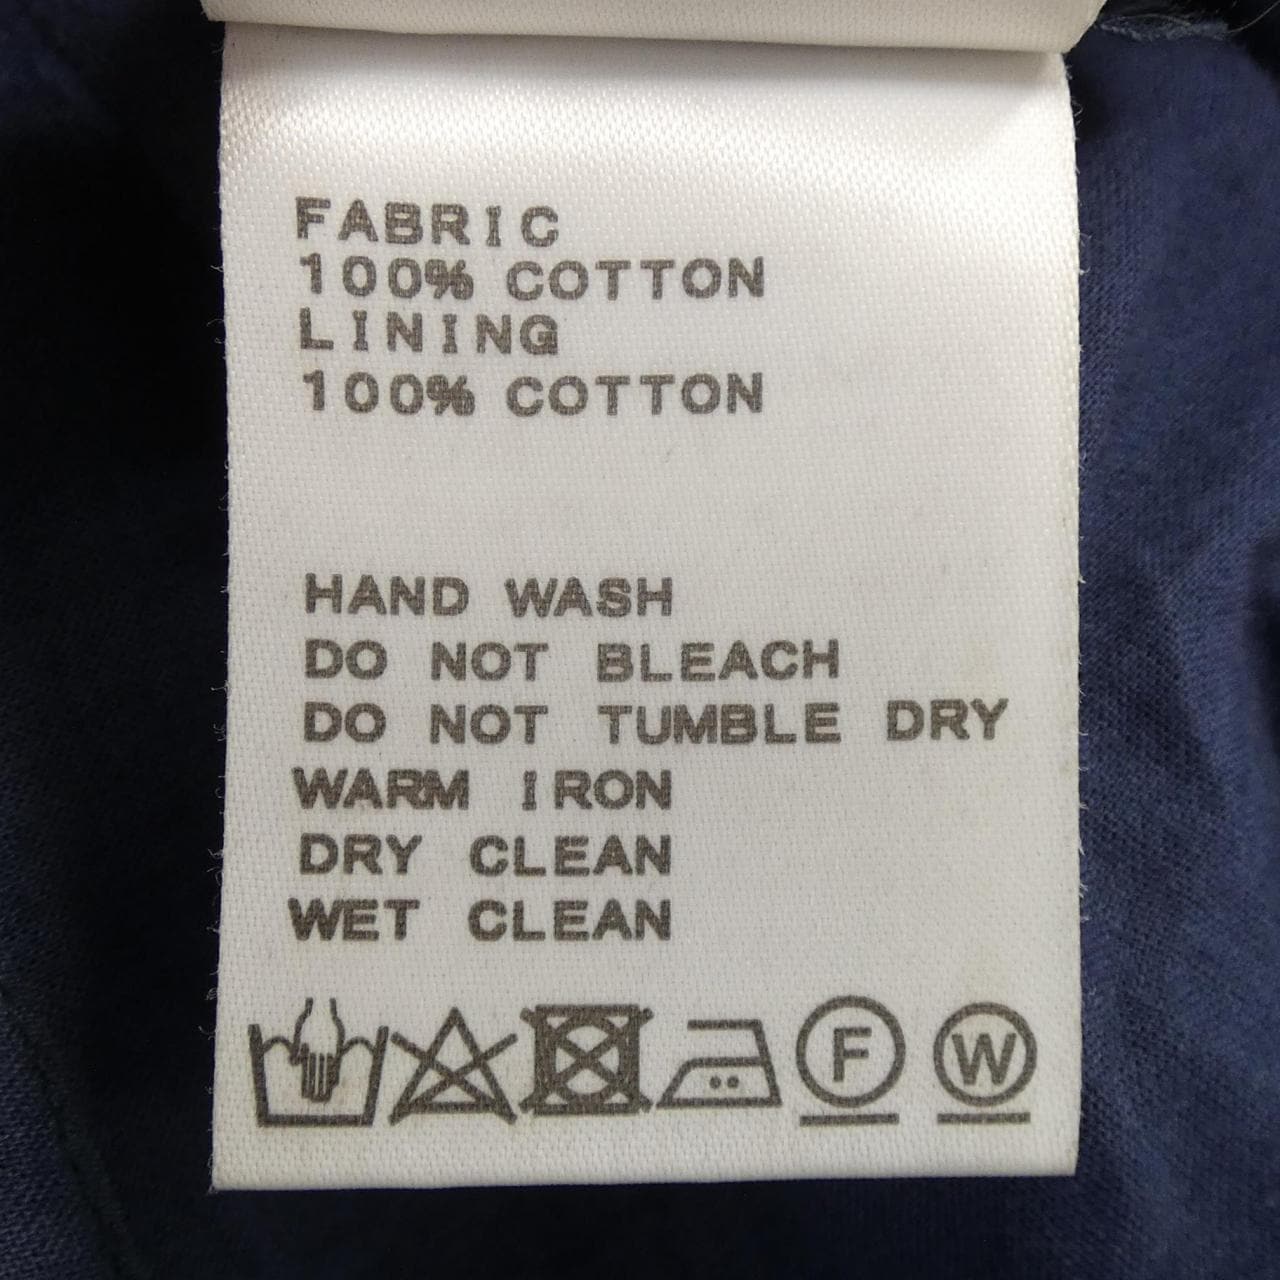 FABRIC
100% COTTON
LINING
100% COTTON
HAND WASH
DO NOT BLEACH
DO NOT TUMBLE DRY
WARM IRON
DRY CLEAN
WET CLEAN
F W